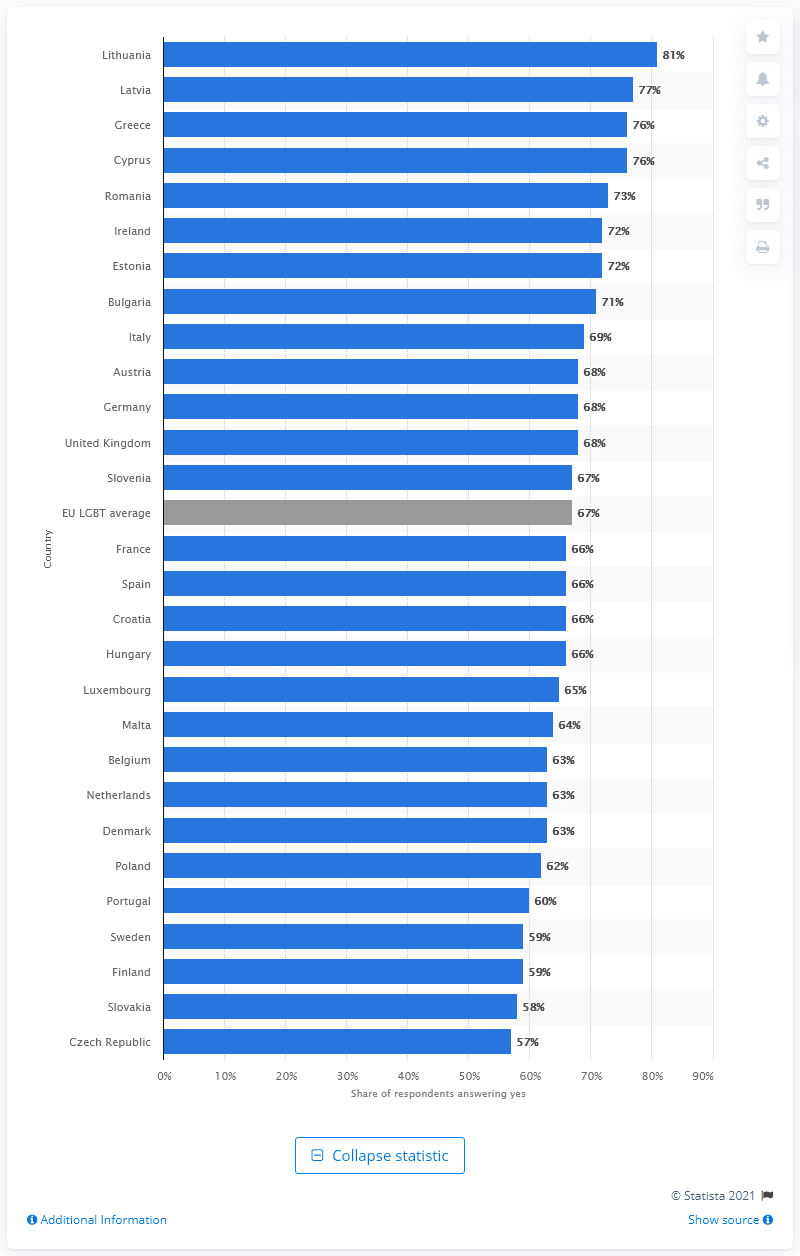 Lithuania 81%
Latvia 77%
Greece 76%
Cyprus 76%
Romania 73%
Ireland 72%
Estonia 72%
Bulgaria 71%
Italy 69%
Austria 68%
Germany 68%
United Kingdom 68%
Slovenia 67%
EU LGBT average 67%
Country
France 66%
Spain 66%
Croatia 66%
Hungary 66%
Luxembourg 65%
Malta 64%
Belgium 63%
Netherlands 63%
Denmark 63%
Poland 62%
Portugal 60%
Sweden 59%
Finland 59%
Slovakia 58%
Czech Republic 57%
0% 10% 20% 30% 40% 50% 60% 70% 80% 90%
Share of respondents answering yes
Collapse statistic
© Statista 2021
Additional Information Show source